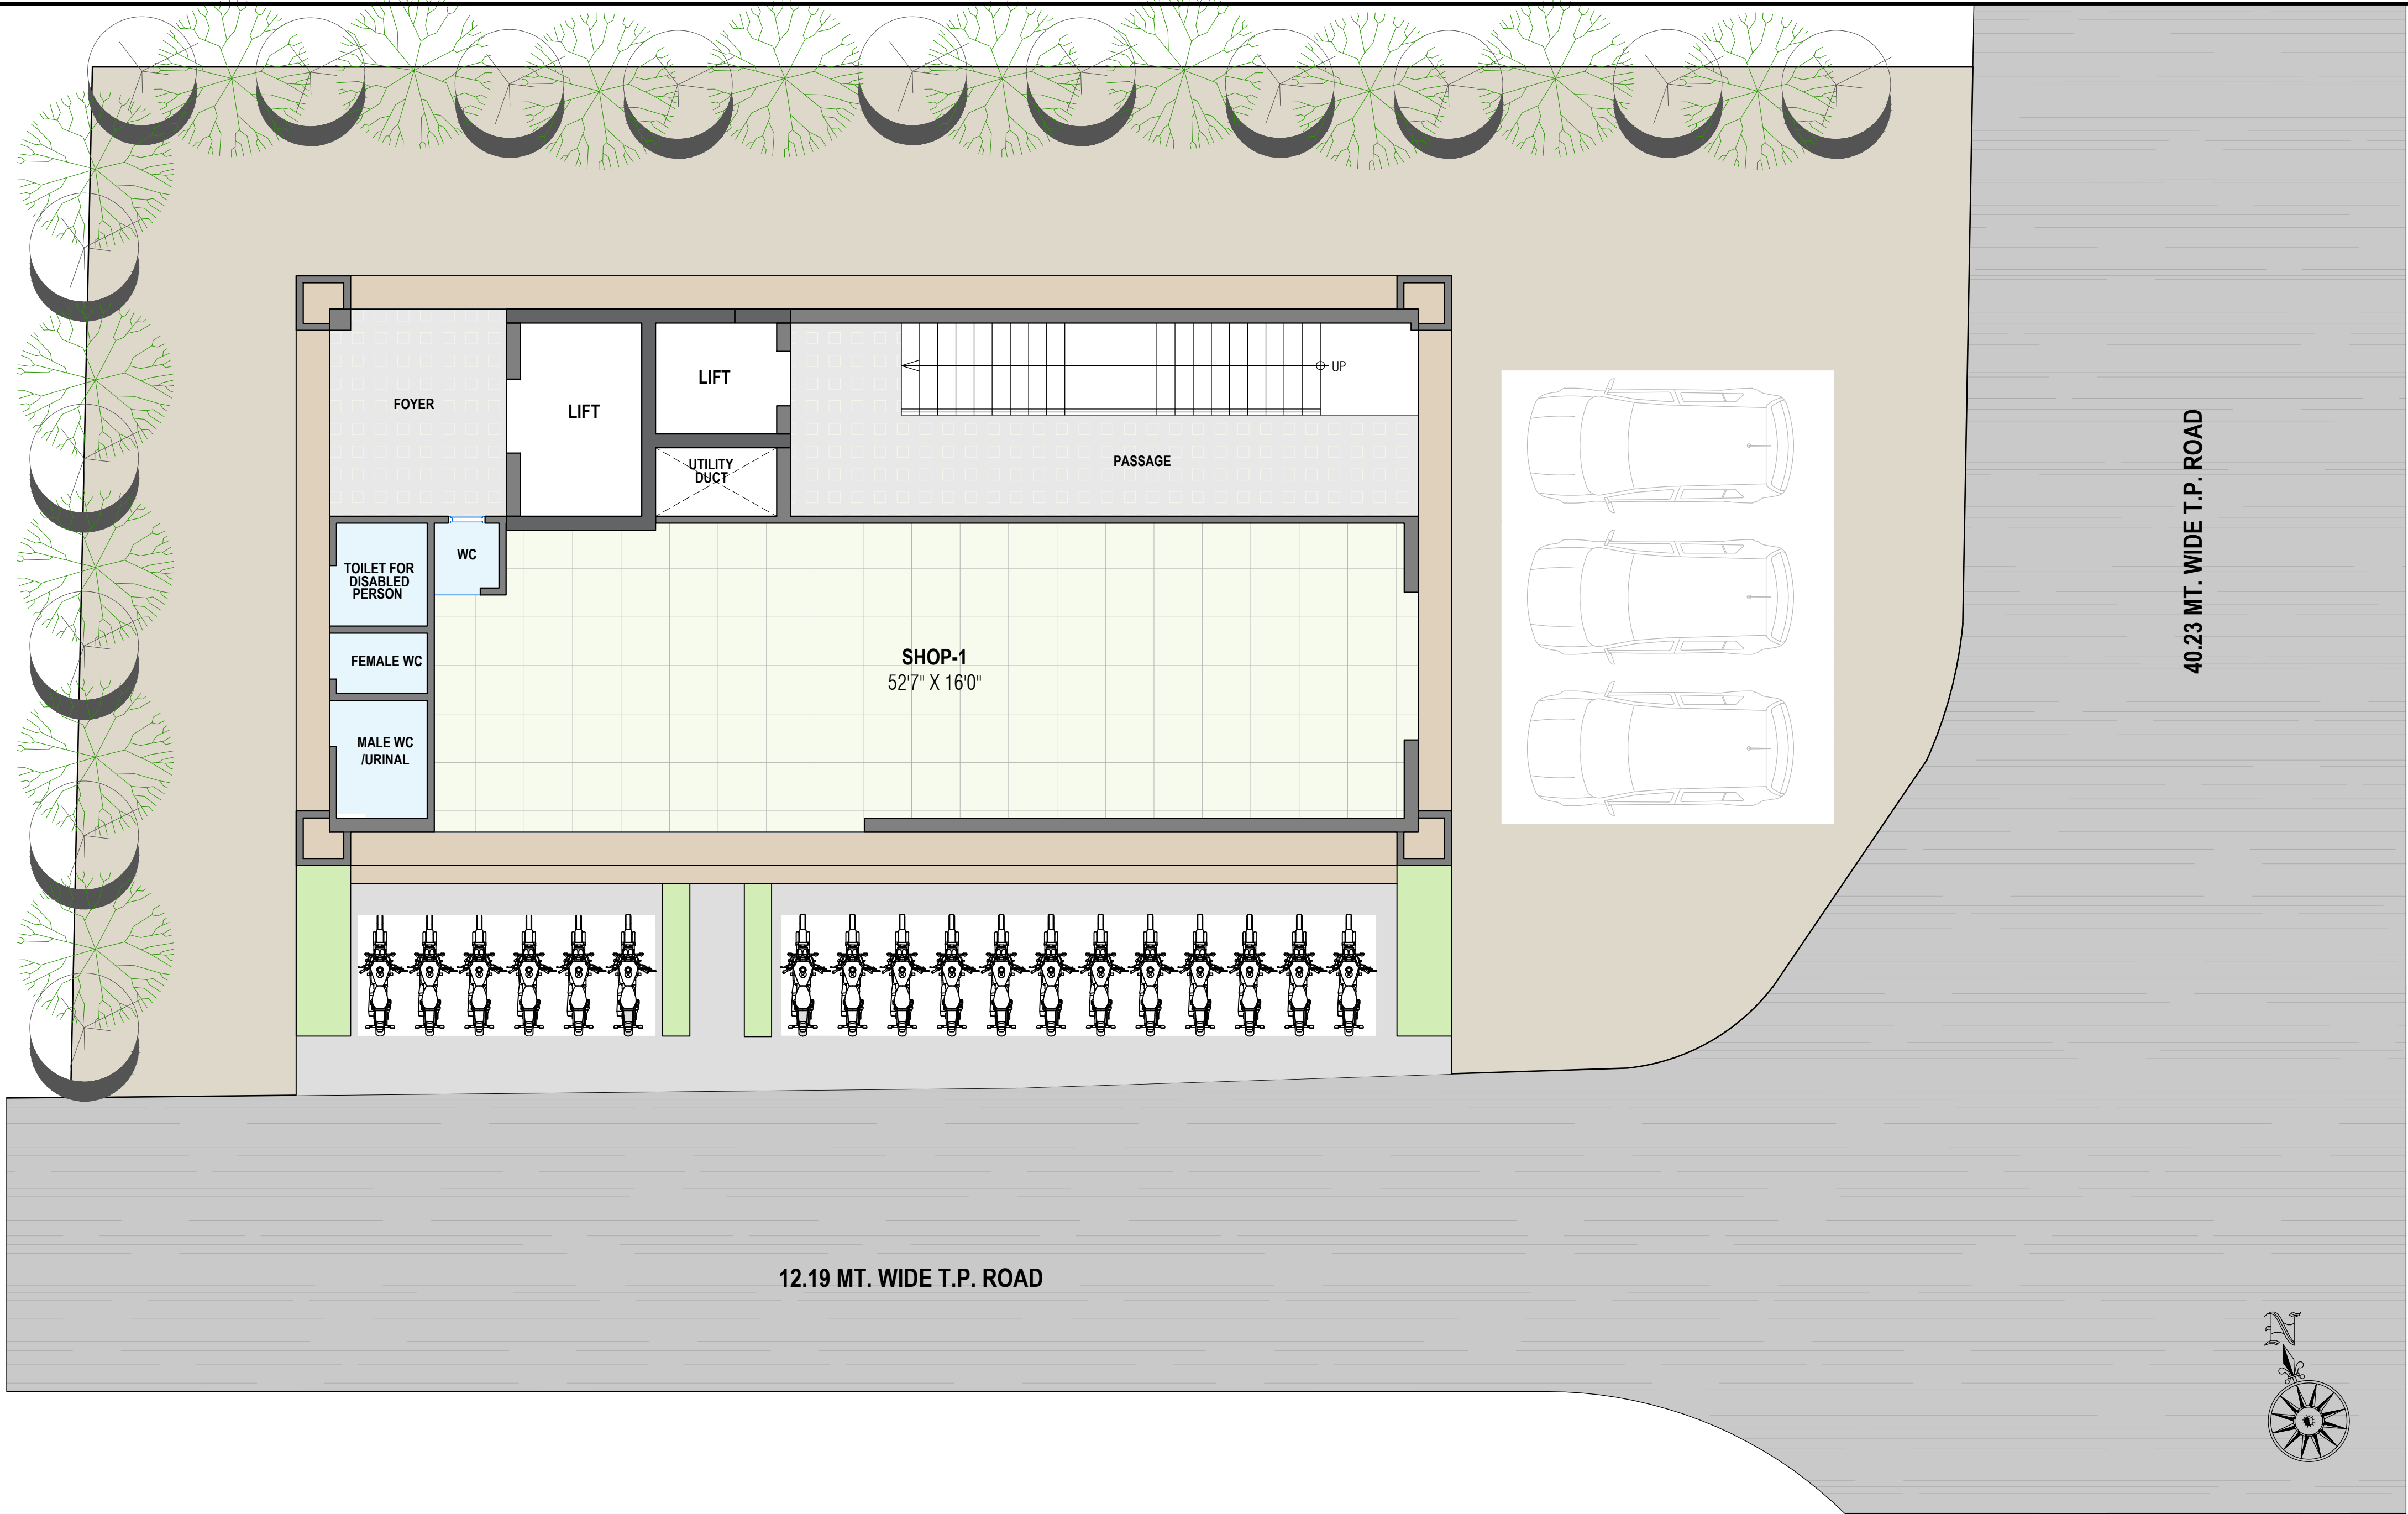 LIFT
UP
FOYER
LIFT
PASSAGE
UTILITY
DUCT
WC
TOILET FOR
DISABLED
PERSON
FEMALE WC
SHOP-1
52'7" X 16'0"
MALE WC
/URINAL
40.23 MT. WIDE T.P. ROAD
12.19 MT. WIDE T.P. ROAD
N